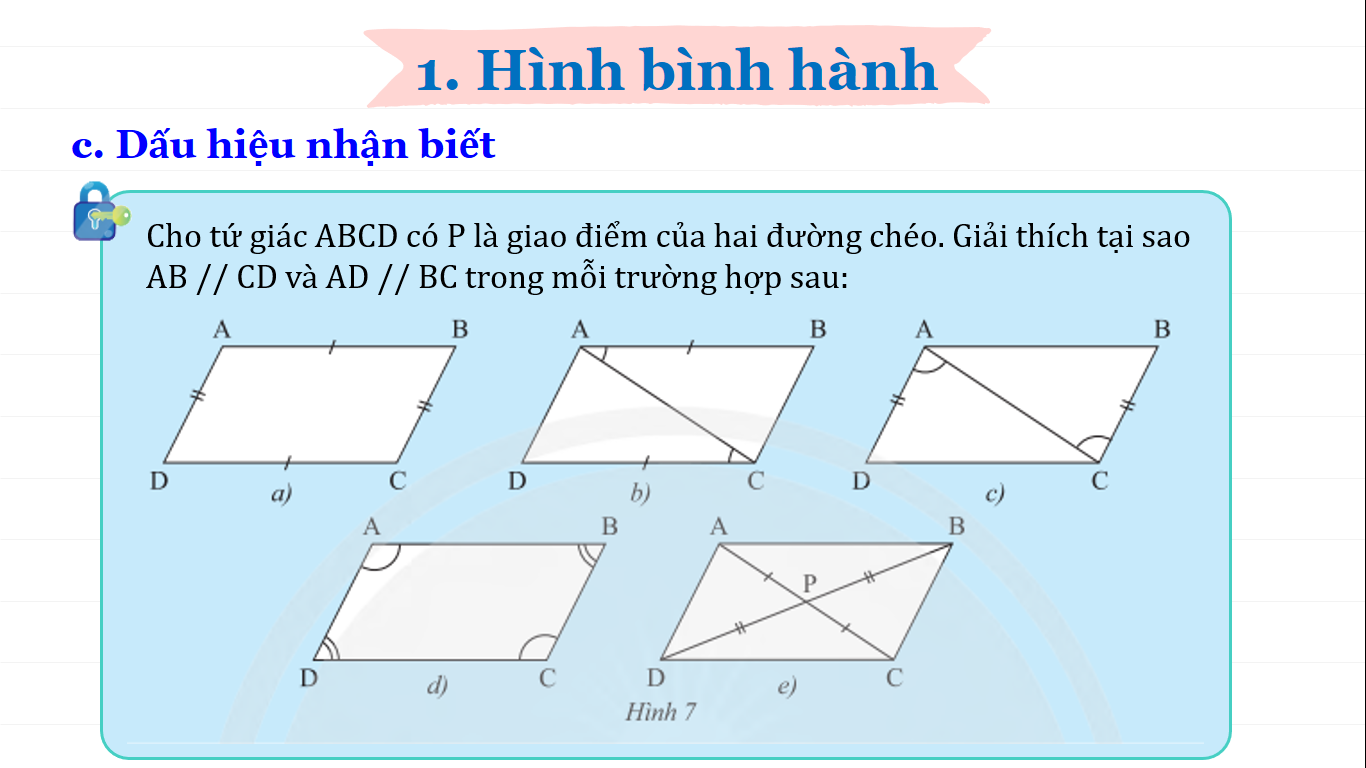 1. Hình bình hành
c. Dấu hiệu nhận biết
Cho tứ giác ABCD có P là giao điểm của hai đường chéo. Giải thích tại sao
AB // CD và AD // BC trong mỗi trường hợp sau:
A B A B A B
D C D C D C
a) b) c)
A B A B
P
D C D C
d) e)
Hình 7